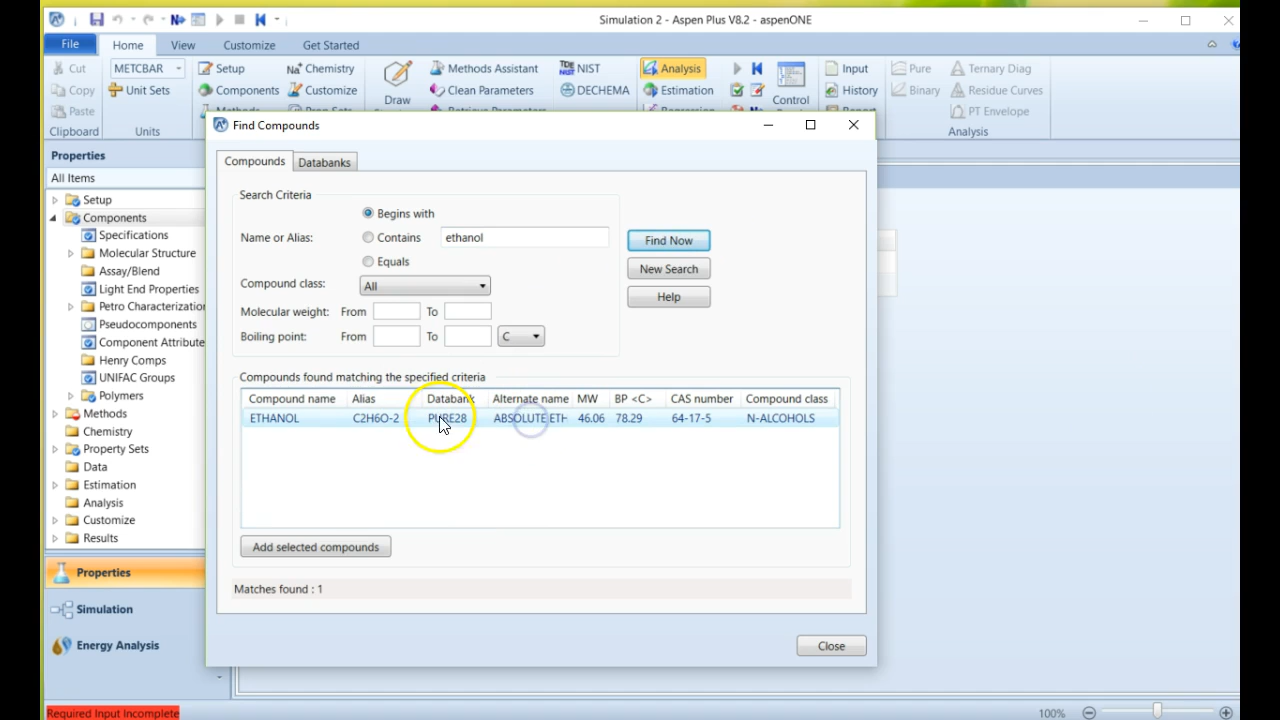 Simulation 2 - Aspen Plus V8.2 - aspenONE
File Home View Customize Get Started
Cut METCBAR Setup Na+ Chemistry Methods Assistant NIST Analysis Input Pure Ternary Diag
Copy Unit Sets Components Customize Draw Clean Parameters DECHEMA Estimation Control History Binary Residue Curves
Paste PT Envelope
Clipboard Units Analysis
Find Compounds
Properties
All Items
Setup
Components
Specifications
Molecular Structure
Assay/Blend
Light End Properties
Petro Characterizatio
Pseudocomponents
Component Attribute
Henry Comps
UNIFAC Groups
Polymers
Methods
Chemistry
Property Sets
Data
Estimation
Analysis
Customize
Results
Properties
Simulation
Energy Analysis
Compounds Databanks
Search Criteria
Begins with
Name or Alias: Contains ethanol Find Now
Equals New Search
Compound class: All Help
Molecular weight: From To
Boiling point: From To C
Compounds found matching the specified criteria
Compound name Alias Databank Alternate name MW BP <C> CAS number Compound class
ETHANOL C2H6O-2 PURE28 ABSOLUTE ETH 46.06 78.29 64-17-5 N-ALCOHOLS
Add selected compounds
Matches found : 1
Close
Required Input Incomplete 100%